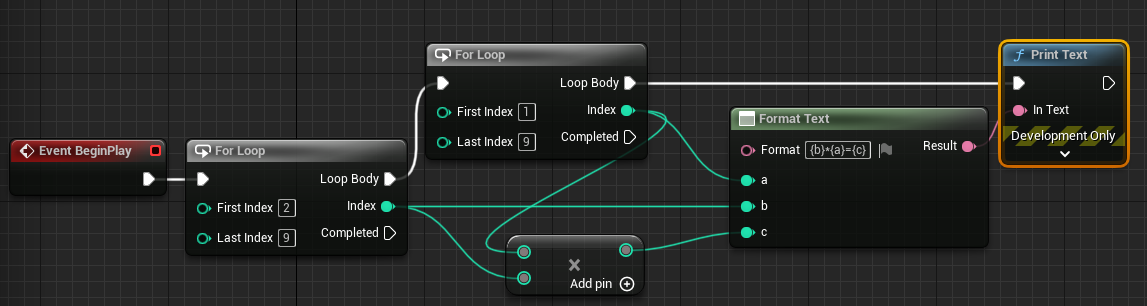 Event BeginPlay
For Loop
Loop Body
First Index 2
Index
Last Index 9
Completed
For Loop
Loop Body
First Index 1
Index
Last Index 9
Completed
×
Add pin
Format Text
Format {b}*{a}={c}
Result
a
b
c
f Print Text
In Text
Development Only